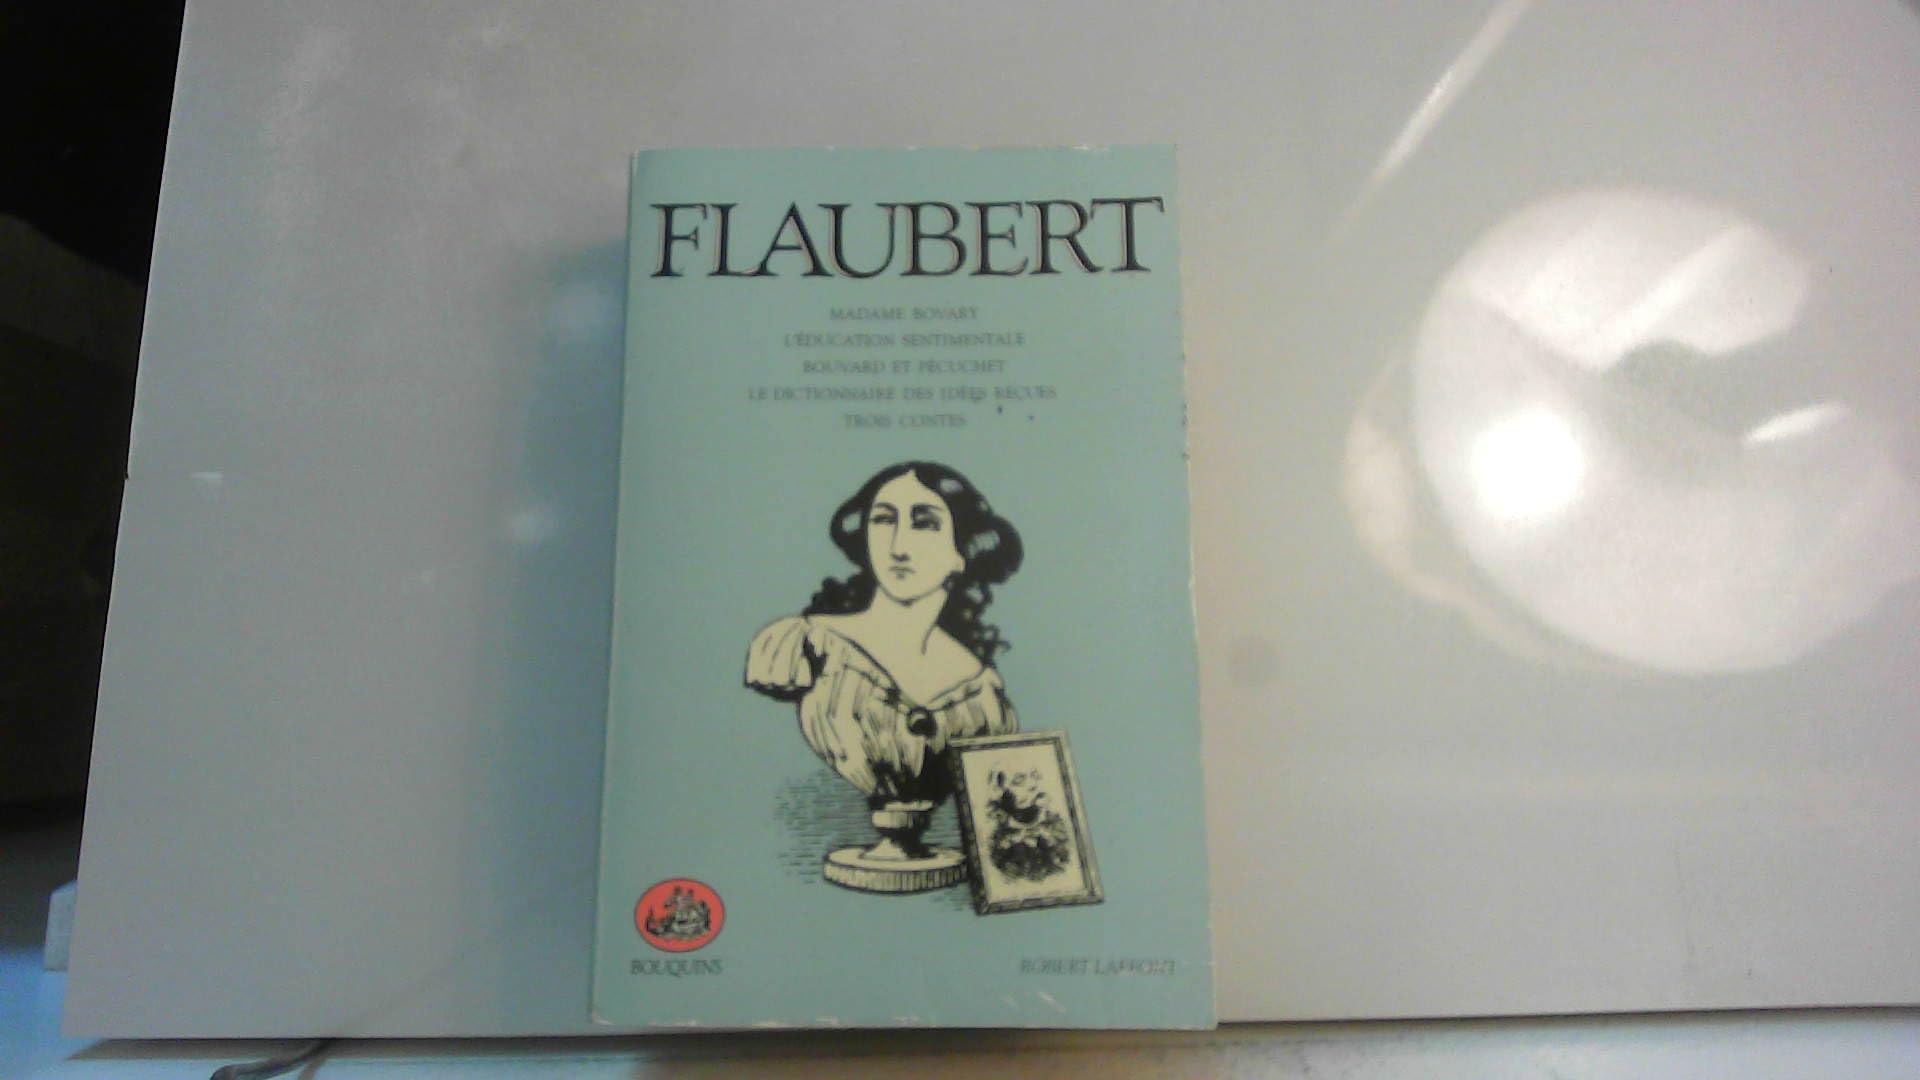 FLAUBERT
MADAME BOVARY
L'ÉDUCATION SENTIMENTALE
BOUVARD ET PÉCUCHET
LE DICTIONNAIRE DES IDÉES REÇUES
TROIS CONTES
BOUQUINS
ROBERT LAFFONT